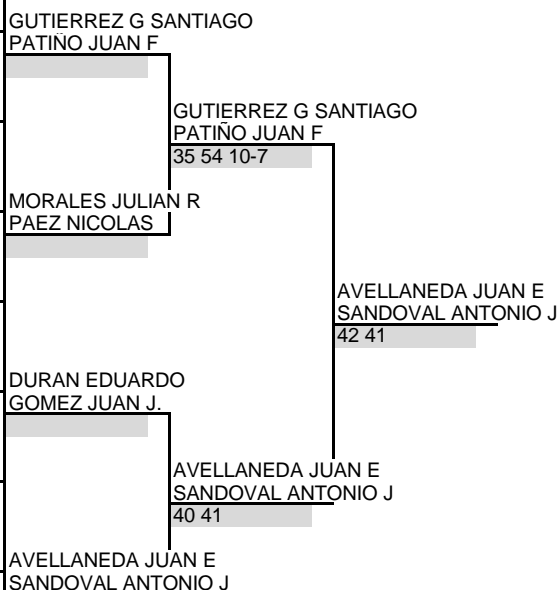 GUTIERREZ G SANTIAGO
PATIÑO JUAN F
GUTIERREZ G SANTIAGO
PATIÑO JUAN F
35 54 10-7
MORALES JULIAN R
PAEZ NICOLAS
AVELLANEDA JUAN E
SANDOVAL ANTONIO J
42 41
DURAN EDUARDO
GOMEZ JUAN J.
AVELLANEDA JUAN E
SANDOVAL ANTONIO J
40 41
AVELLANEDA JUAN E
SANDOVAL ANTONIO J